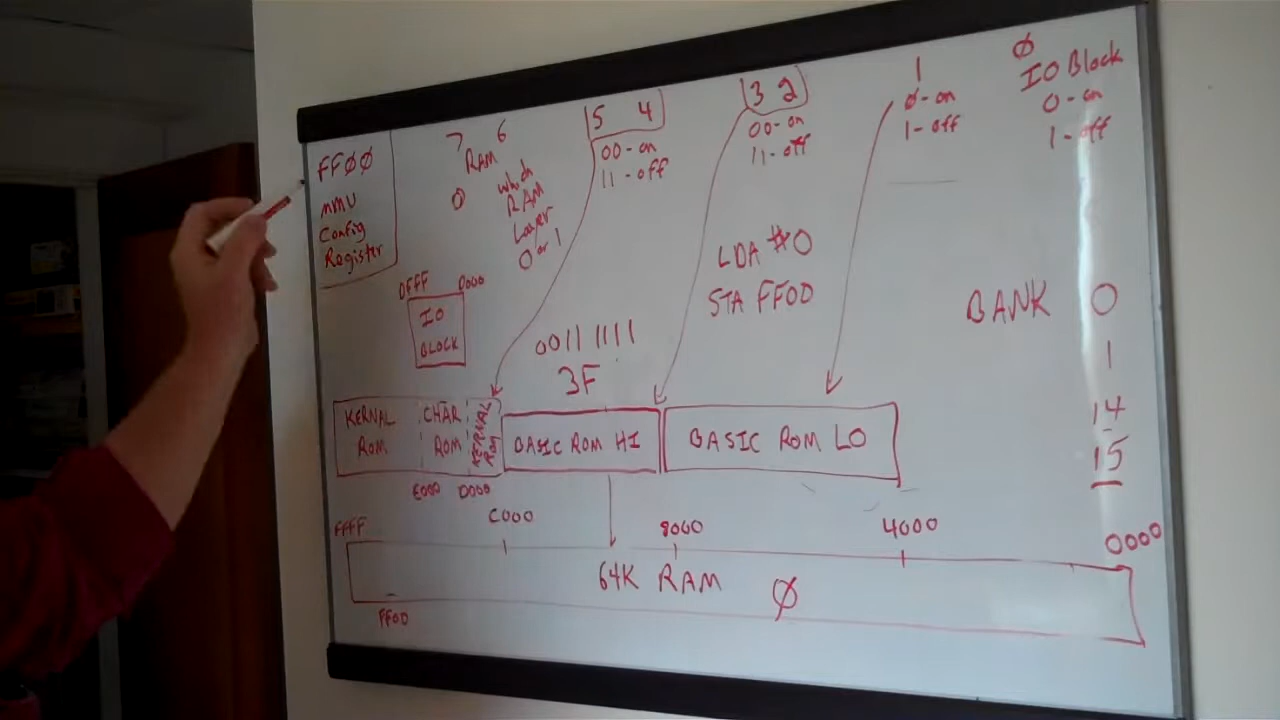 FF00
MMU
Config
Register
7 6
RAM
0
which
RAM
Layer
0 or 1
5 4
00-on
11-off
3 2
00-on
11-off
1
0-on
1-off
0
IO Block
0-on
1-off
DFFF D000
IO
BLOCK
0011 1111
3F
LDA #0
STA FF0D
BANK 0
1
14
15
KERNAL
ROM
CHAR
ROM
KERNAL
ROM
BASIC ROM HI
BASIC ROM LO
E000 D000
FFFF
C000
8000
4000
0000
64K RAM 0
FF0D